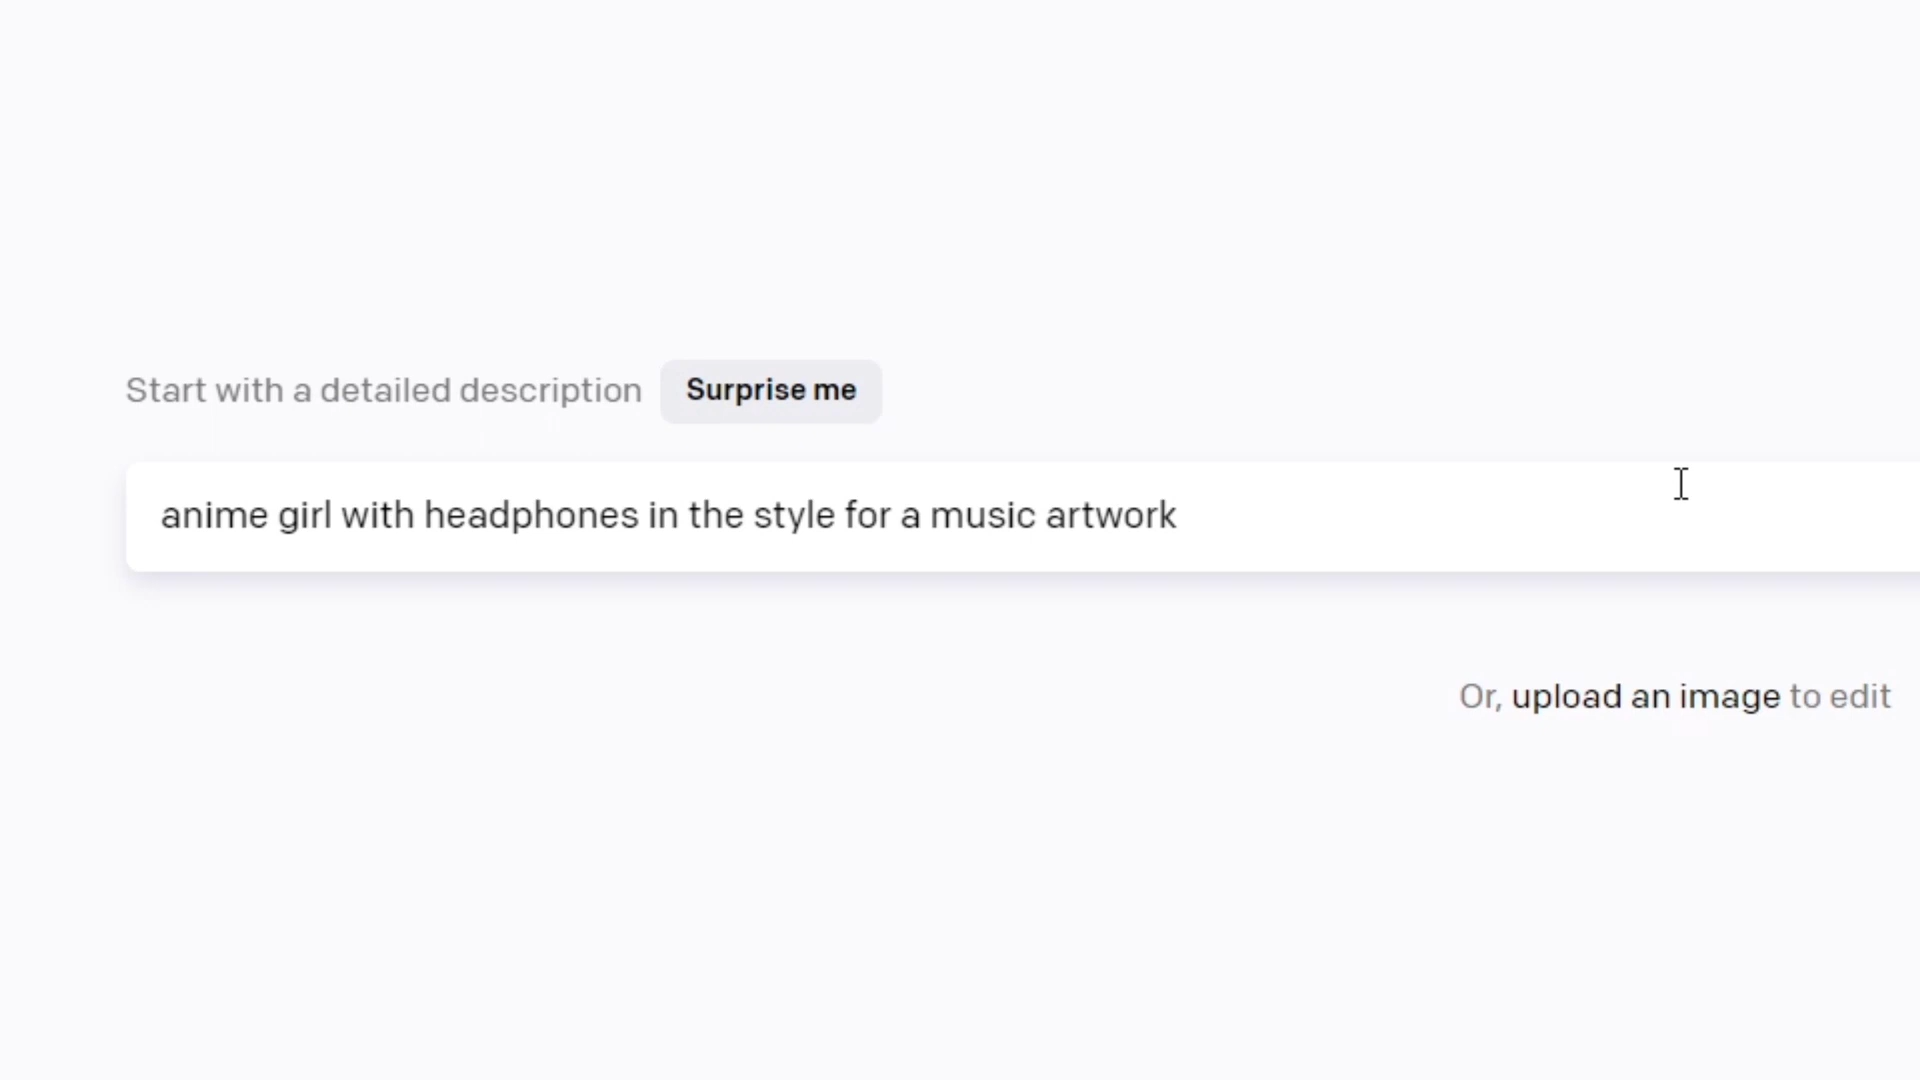 Start with a detailed description Surprise me
anime girl with headphones in the style for a music artwork
Or, upload an image to edit